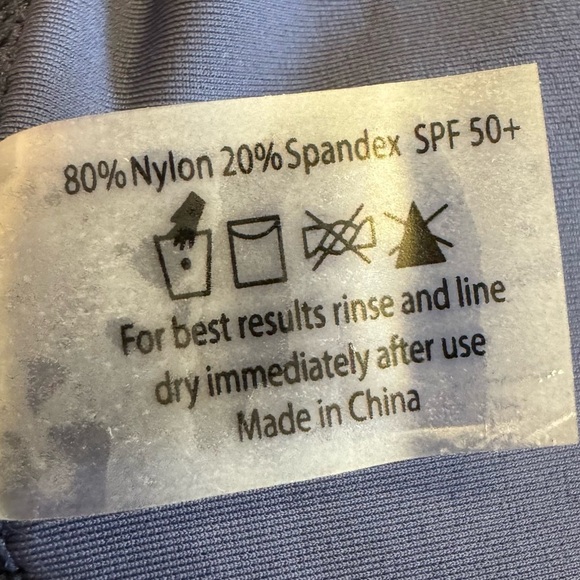 80% Nylon 20% Spandex SPF 50+
For best results rinse and line
dry immediately after use
Made in China